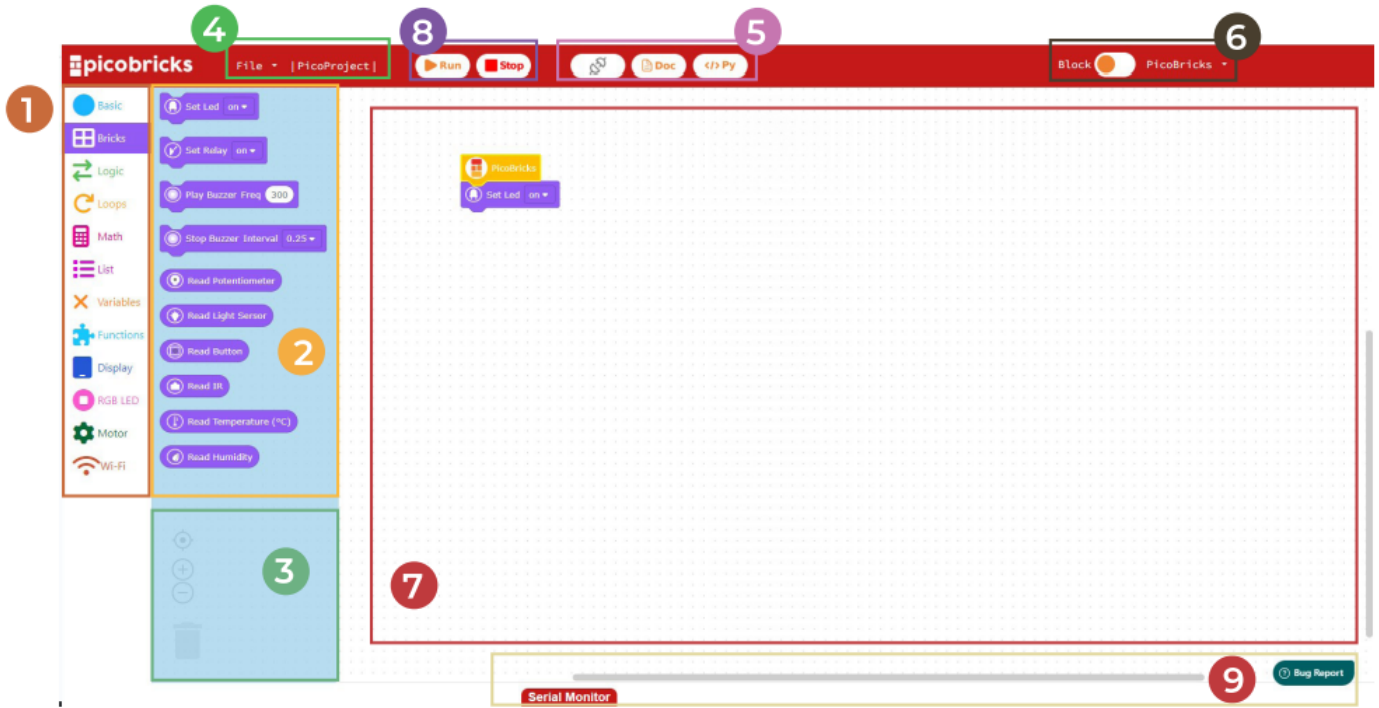 4
8
5
6
picobricks
File
|PicoProject|
Run
Stop
Doc
</> Py
Block
PicoBricks
1
Basic
Bricks
Logic
Loops
Math
List
Variables
Functions
Display
RGB LED
Motor
Wi-Fi
Set Led on
Set Relay on
Play Buzzer Freq 300
Stop Buzzer Interval 0.25
Read Potentiometer
Read Light Sersor
Read Button
Read IR
Read Temperature (°C)
Read Humidity
2
3
PicoBricks
Set Led on
7
9
Serial Monitor
? Bug Report